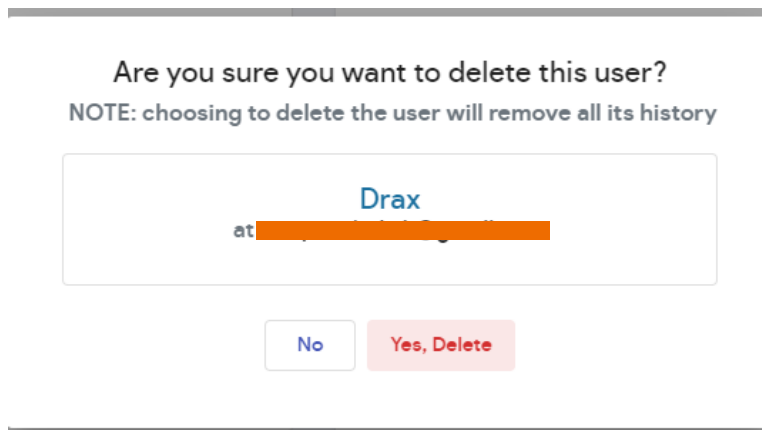 Are you sure you want to delete this user?
NOTE: choosing to delete the user will remove all its history
Drax
at
No
Yes, Delete